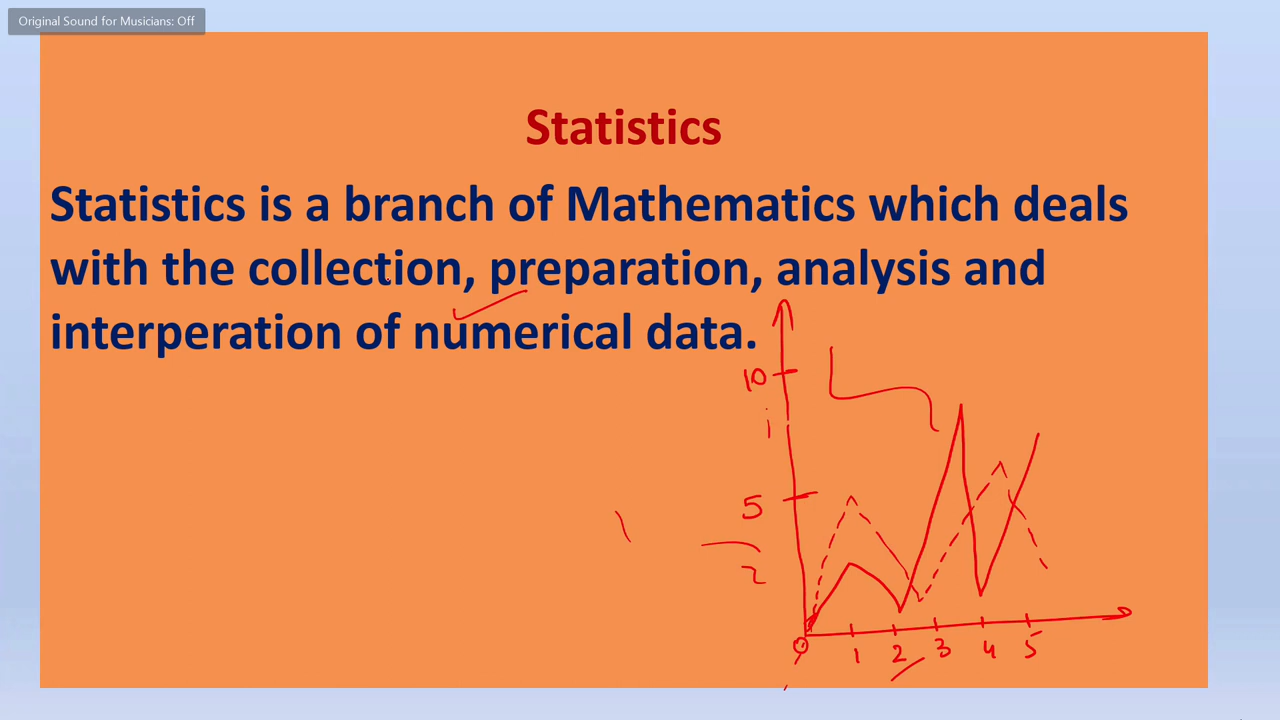 Original Sound for Musicians: Off
Statistics
Statistics is a branch of Mathematics which deals
with the collection, preparation, analysis and
interperation of numerical data.
10
5
2
0
1 2 3 4 5